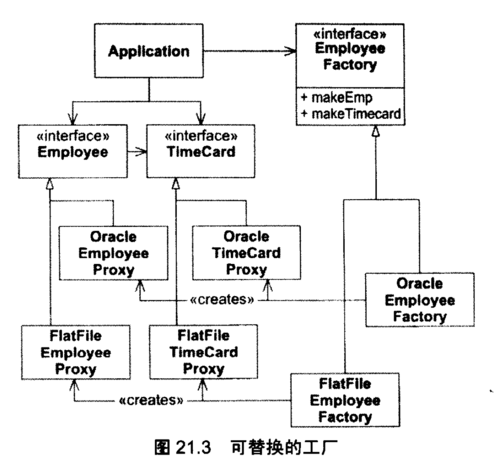 Application
«interface»
Employee
Factory
+ makeEmp
+ makeTimecard
«interface»
Employee
«interface»
TimeCard
Oracle
Employee
Proxy
Oracle
TimeCard
Proxy
«creates»
Oracle
Employee
Factory
FlatFile
Employee
Proxy
FlatFile
TimeCard
Proxy
«creates»
FlatFile
Employee
Factory
图 21.3 可替换的工厂